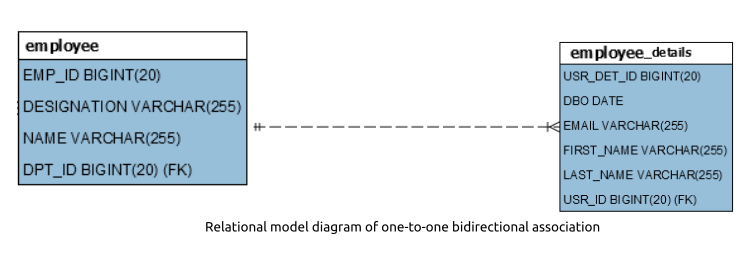 employee
EMP_ID BIGINT(20)
DESIGNATION VARCHAR(255)
NAME VARCHAR(255)
DPT_ID BIGINT(20) (FK)
employee_details
USR_DET_ID BIGINT(20)
DBO DATE
EMAIL VARCHAR(255)
FIRST_NAME VARCHAR(255)
LAST_NAME VARCHAR(255)
USR_ID BIGINT(20) (FK)
Relational model diagram of one-to-one bidirectional association